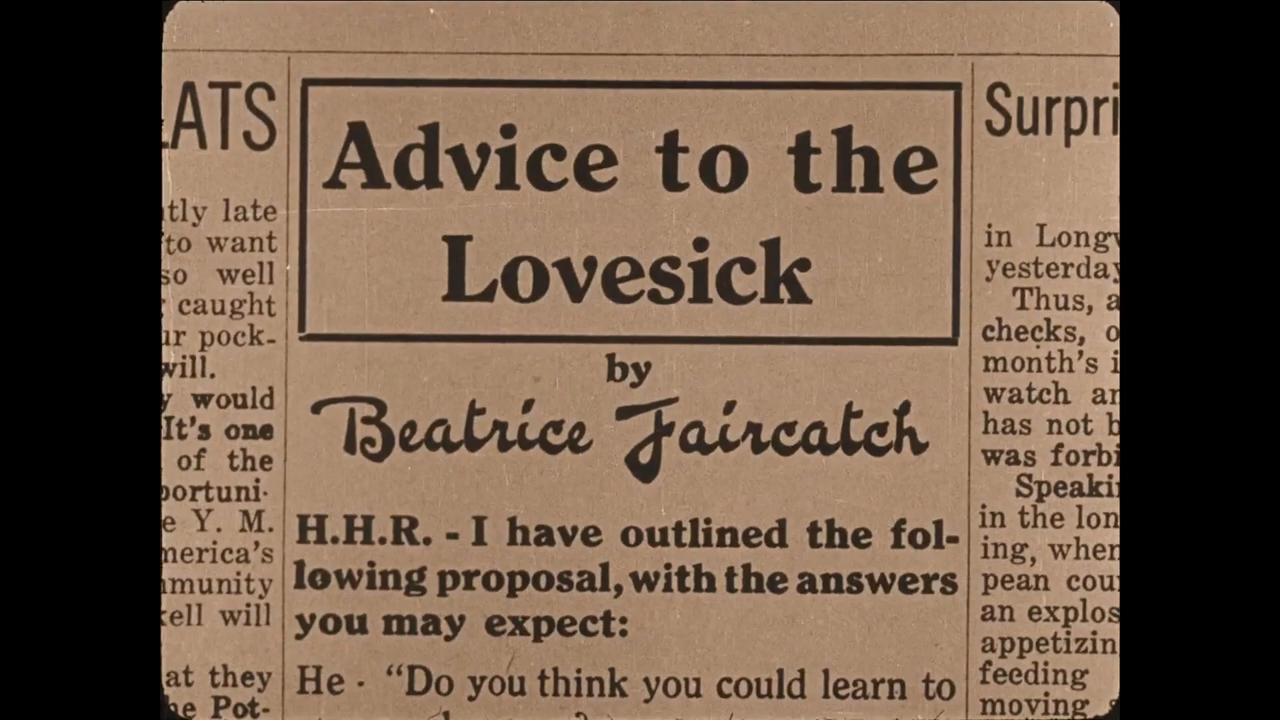 ATS
tly late
to want
so well
caught
ur pock-
will.
would
It's one
of the
portuni-
e Y. M.
merica's
mmunity
kell will
at they
he Pot-
Advice to the
Lovesick
by
Beatrice Faircatch
H.H.R. - I have outlined the fol-
lowing proposal, with the answers
you may expect:
He - "Do you think you could learn to
Surpri
in Longv
yesterday
Thus, a
checks, o
month's i
watch an
has not b
was forbi
Speaki
in the lon
ing, when
pean cou
an explos
appetizin
feeding
moving